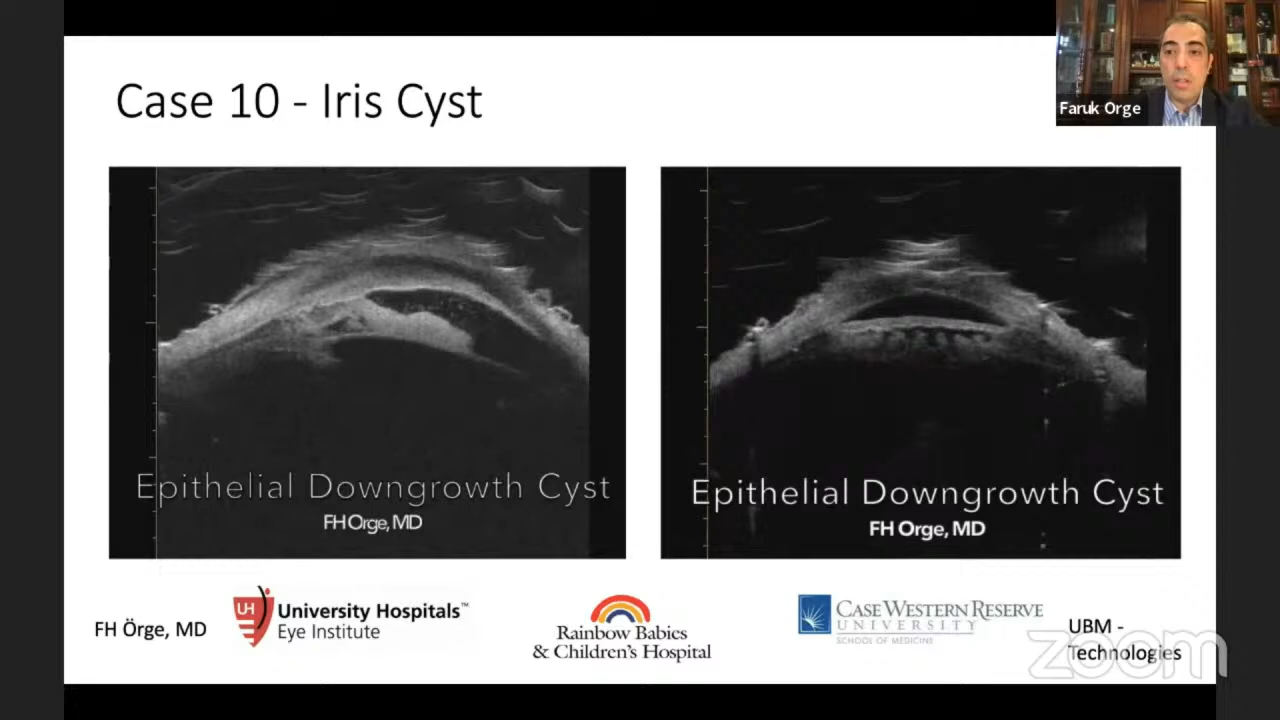 Case 10 - Iris Cyst
Faruk Orge
Epithelial Downgrowth Cyst
FH Orge, MD
Epithelial Downgrowth Cyst
FH Orge, MD
FH Örge, MD
UH
University Hospitals™
Eye Institute
Rainbow Babies
& Children's Hospital
CASE WESTERN RESERVE
UNIVERSITY
SCHOOL OF MEDICINE
UBM -
Technologies
zoom